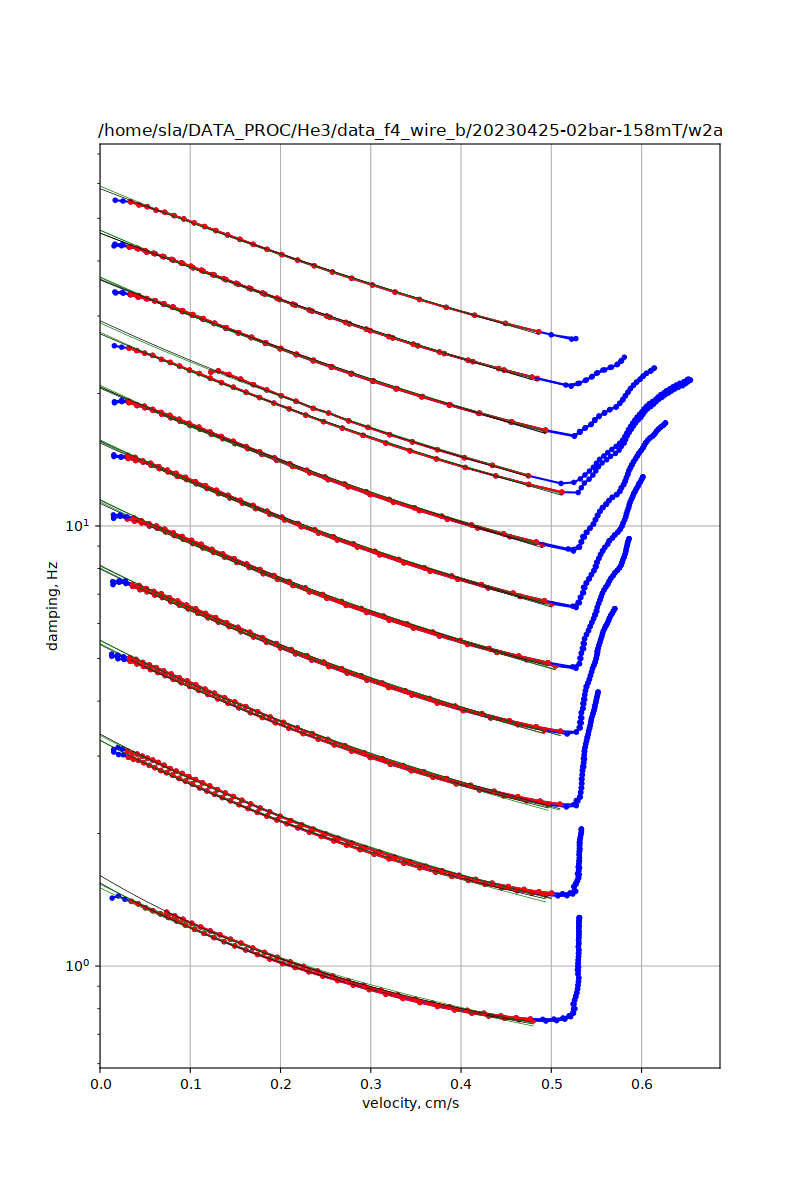 /home/sla/DATA_PROC/He3/data_f4_wire_b/20230425-02bar-158mT/w2a
10¹
damping, Hz
10⁰
0.0 0.1 0.2 0.3 0.4 0.5 0.6
velocity, cm/s